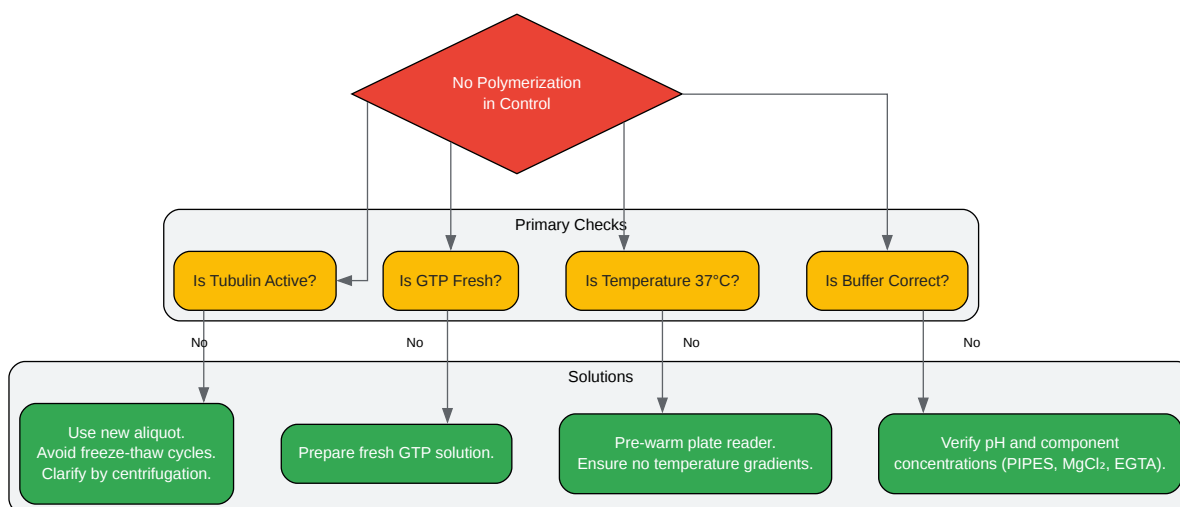 No Polymerization
in Control
Primary Checks
Is Tubulin Active?
Is GTP Fresh?
Is Temperature 37°C?
Is Buffer Correct?
No
No
No
No
Solutions
Use new aliquot.
Avoid freeze-thaw cycles.
Clarify by centrifugation.
Prepare fresh GTP solution.
Pre-warm plate reader.
Ensure no temperature gradients.
Verify pH and component
concentrations (PIPES, MgCl₂, EGTA).